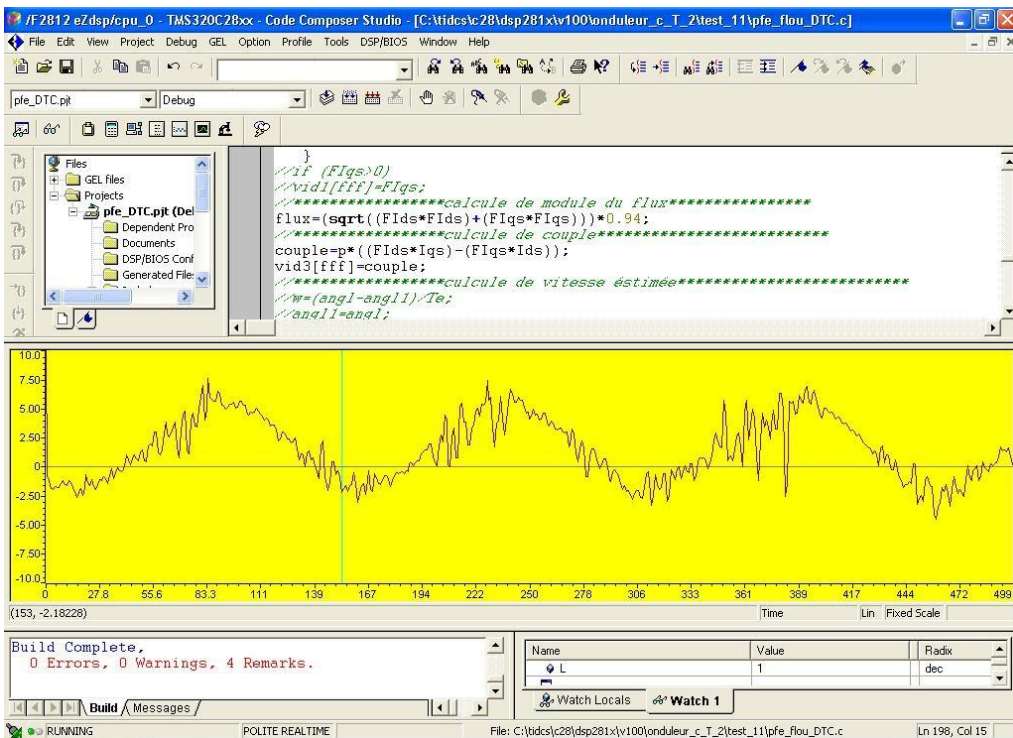 /F2812 eZdsp/cpu_0 - TMS320C28xx - Code Composer Studio - [C:\tidcs\c28\dsp281x\v100\onduleur_c_T_2\test_11\pfe_flou_DTC.c]
File Edit View Project Debug GEL Option Profile Tools DSP/BIOS Window Help
pfe_DTC.pjt Debug
Files
GEL files
Projects
pfe_DTC.pjt (Del
Dependent Pro
Documents
DSP/BIOS Conf
Generated File:
}
//if (FIqs>0)
//vid1[fff]=FIqs;
//******************calcule de module du flux****************
flux=(sqrt((FIds*FIds)+(FIqs*FIqs)))*0.94;
//******************culcule de couple**************************
couple=p*((FIds*Iqs)-(FIqs*Ids));
vid3[fff]=couple;
//******************culcule de vitesse éstimée**************************
//w=(angl-angl1)/Te;
//angl1=angl;
10.0
7.50
5.00
2.50
0
-2.50
-5.00
-7.50
-10.0
0 27.8 55.6 83.3 111 139 167 194 222 250 278 306 333 361 389 417 444 472 499
(153, -2.18228) Time Lin Fixed Scale
Build Complete,
0 Errors, 0 Warnings, 4 Remarks.
Build Messages
Name Value Radix
L 1 dec
Watch Locals Watch 1
RUNNING POLITE REALTIME File: C:\tidcs\c28\dsp281x\v100\onduleur_c_T_2\test_11\pfe_flou_DTC.c Ln 198, Col 15